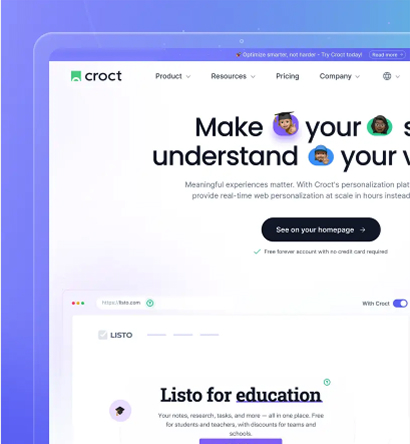 Optimize smarter, not harder – Try Croct today! Read more
croct Product Resources Pricing Company
Make your s
understand your v
Meaningful experiences matter. With Croct's personalization plat
provide real-time web personalization at scale in hours instead
See on your homepage →
Free forever account with no credit card required
https://listo.com With Croct
LISTO
Listo for education
Your notes, research, tasks, and more — all in one place. Free
for students and teachers, with discounts for teams and
schools.